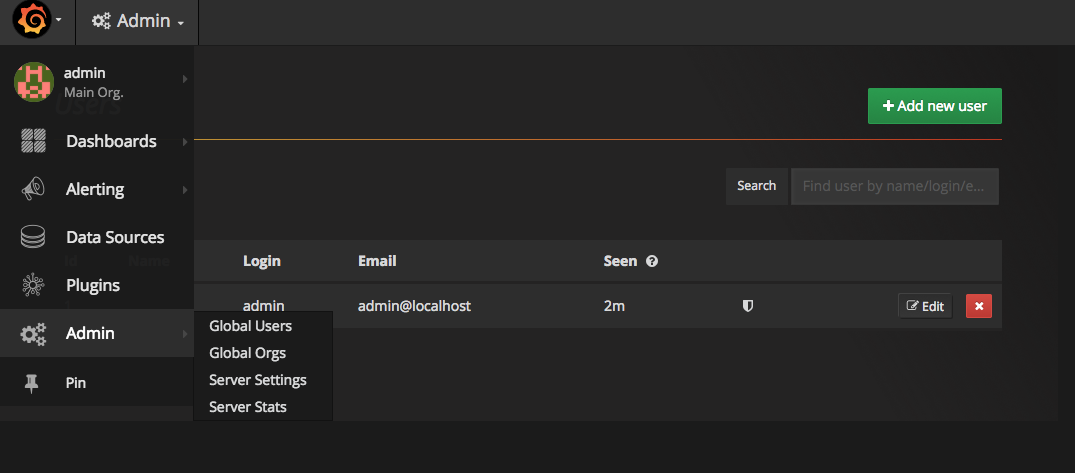 Admin
admin
Main Org.
Users
Add new user
Dashboards
Alerting
Search
Find user by name/login/e...
Data Sources
Id Name Login Email Seen
Plugins
admin admin@localhost 2m Edit
Admin
Global Users
Global Orgs
Server Settings
Pin
Server Stats